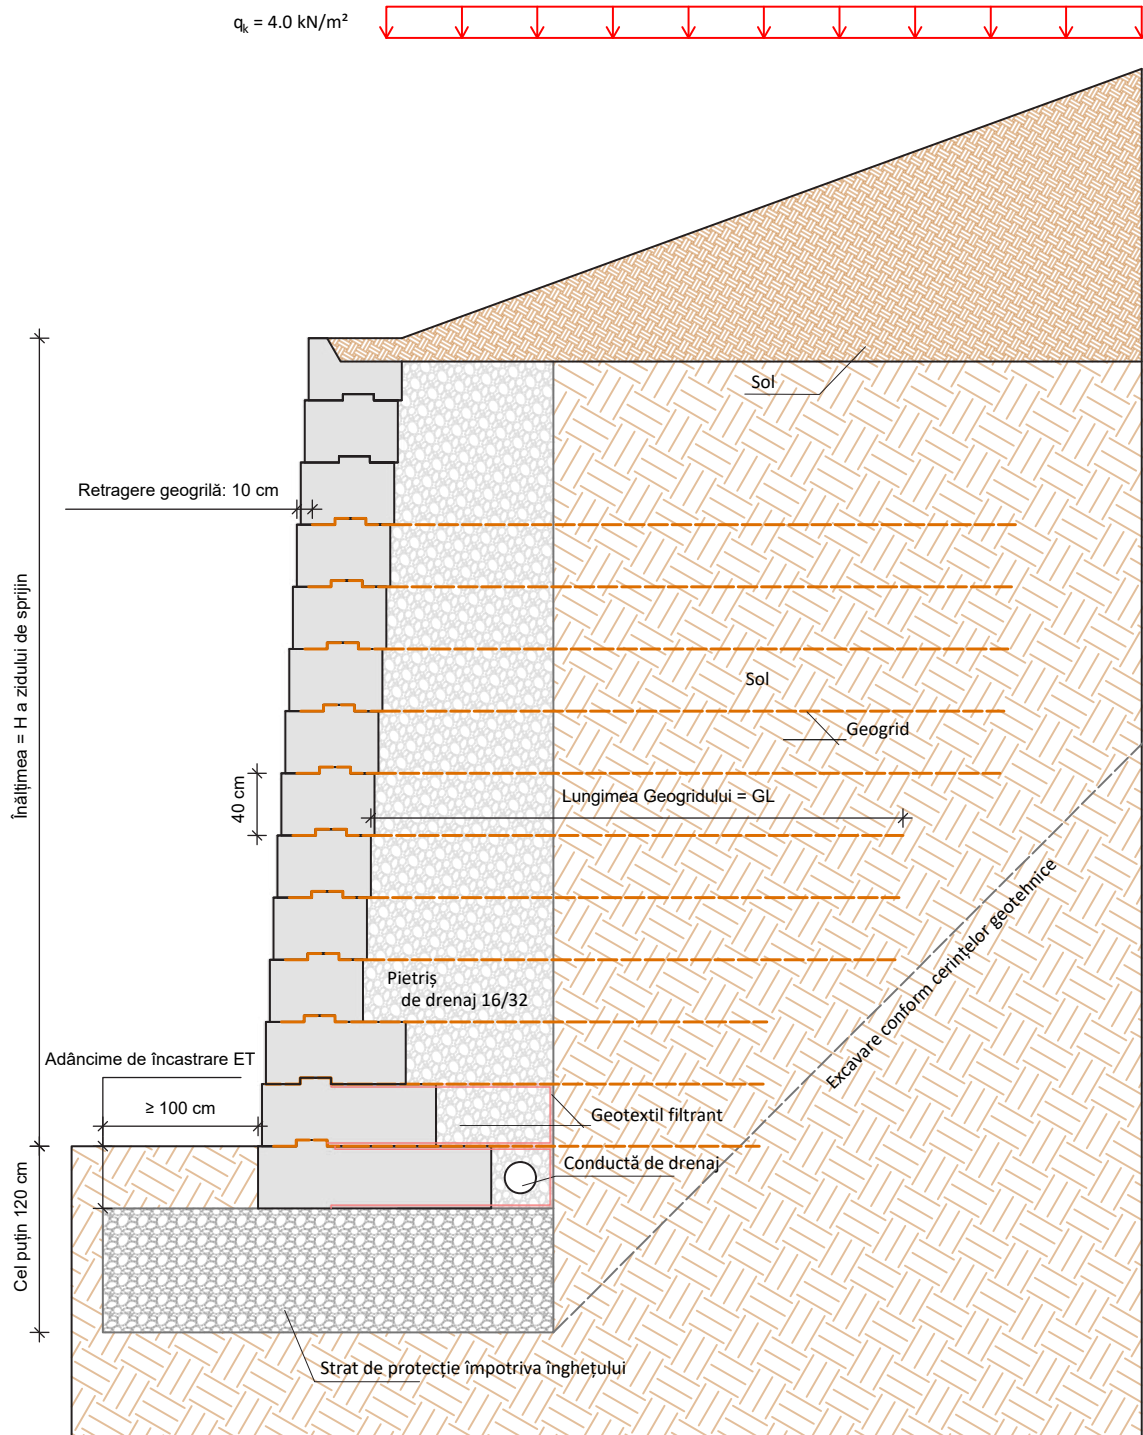 qk = 4.0 kN/m²
Sol
Retragere geogrilă: 10 cm
Înălțimea = H a zidului de sprijin
Sol
Geogrid
40 cm
Lungimea Geogridului = GL
Excavare conform cerințelor geotehnice
Pietriș
de drenaj 16/32
Adâncime de încastrare ET
≥ 100 cm
Geotextil filtrant
Conductă de drenaj
Cel puțin 120 cm
Strat de protecție împotriva înghețului